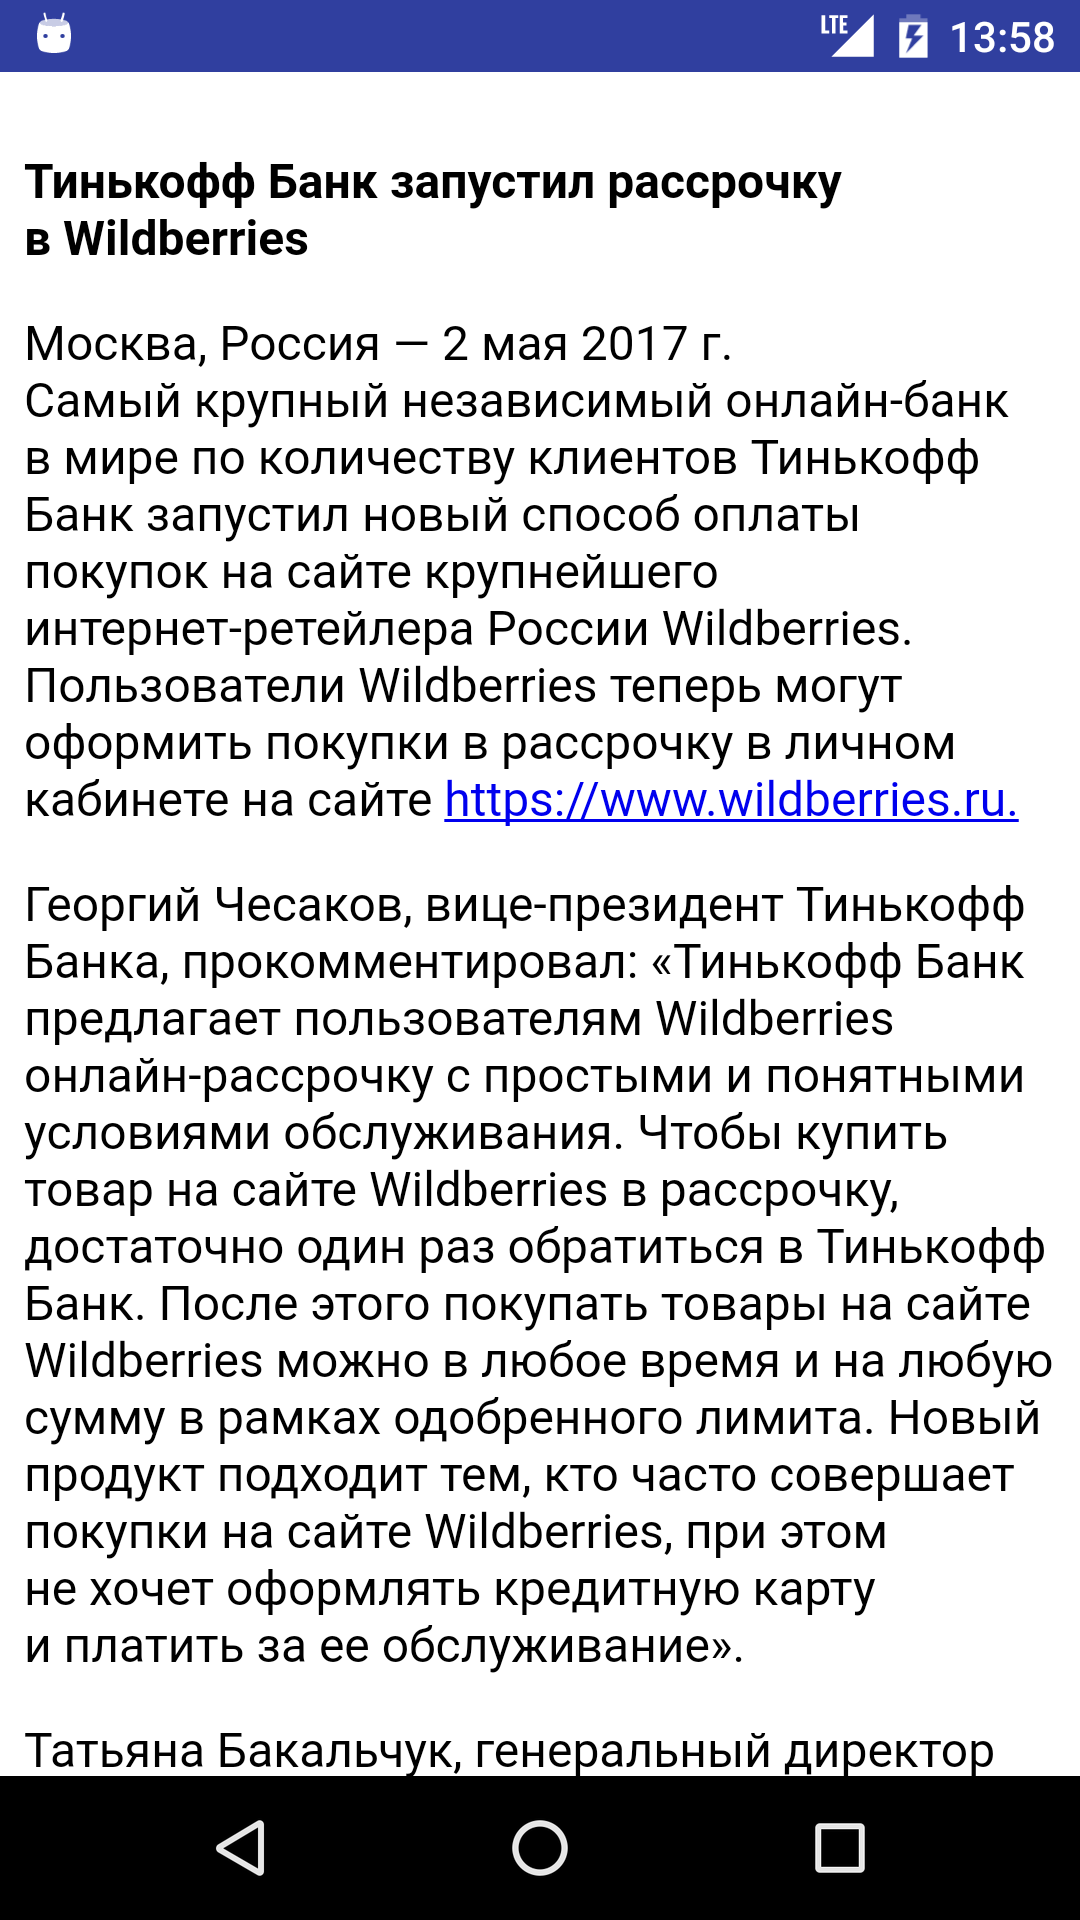 LTE 13:58
Тинькофф Банк запустил рассрочку
в Wildberries
Москва, Россия — 2 мая 2017 г.
Самый крупный независимый онлайн-банк
в мире по количеству клиентов Тинькофф
Банк запустил новый способ оплаты
покупок на сайте крупнейшего
интернет-ретейлера России Wildberries.
Пользователи Wildberries теперь могут
оформить покупки в рассрочку в личном
кабинете на сайте https://www.wildberries.ru.
Георгий Чесаков, вице-президент Тинькофф
Банка, прокомментировал: «Тинькофф Банк
предлагает пользователям Wildberries
онлайн-рассрочку с простыми и понятными
условиями обслуживания. Чтобы купить
товар на сайте Wildberries в рассрочку,
достаточно один раз обратиться в Тинькофф
Банк. После этого покупать товары на сайте
Wildberries можно в любое время и на любую
сумму в рамках одобренного лимита. Новый
продукт подходит тем, кто часто совершает
покупки на сайте Wildberries, при этом
не хочет оформлять кредитную карту
и платить за ее обслуживание».
Татьяна Бакальчук, генеральный директор